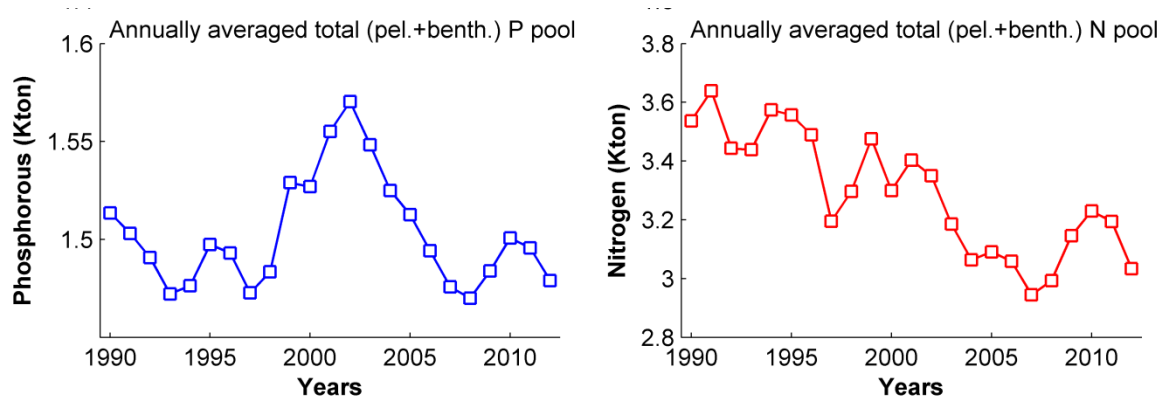 Annually averaged total (pel.+benth.) P pool
1.6
1.55
1.5
Phosphorous (Kton)
1990 1995 2000 2005 2010
Years
Annually averaged total (pel.+benth.) N pool
3.8
3.6
3.4
3.2
3
2.8
Nitrogen (Kton)
1990 1995 2000 2005 2010
Years